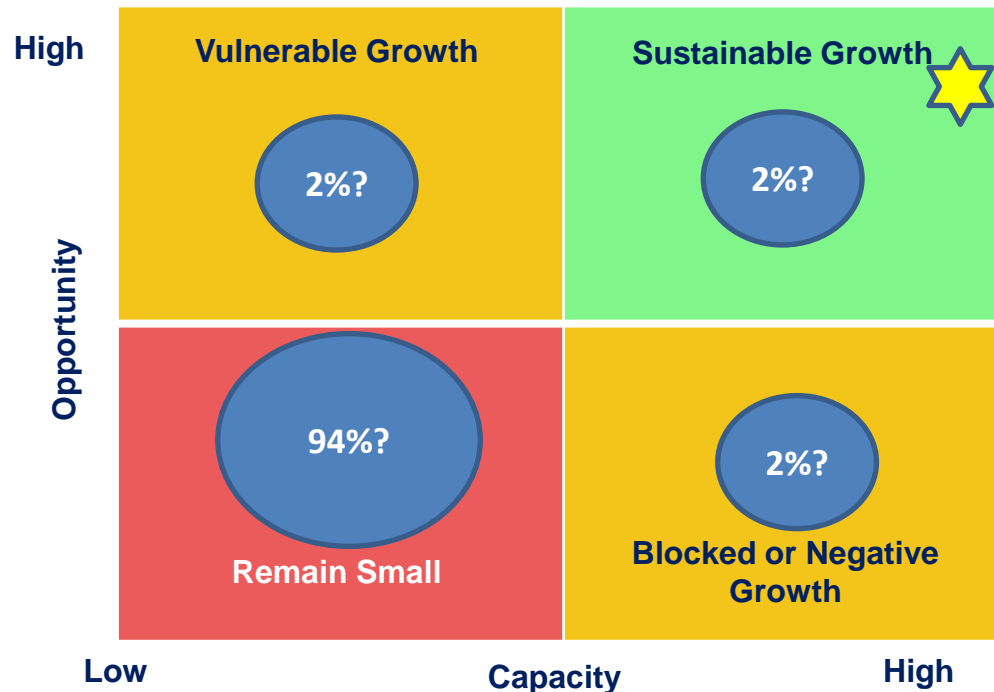 High
Vulnerable Growth
Sustainable Growth
2%?
2%?
Opportunity
94%?
2%?
Remain Small
Blocked or Negative
Growth
Low
Capacity
High